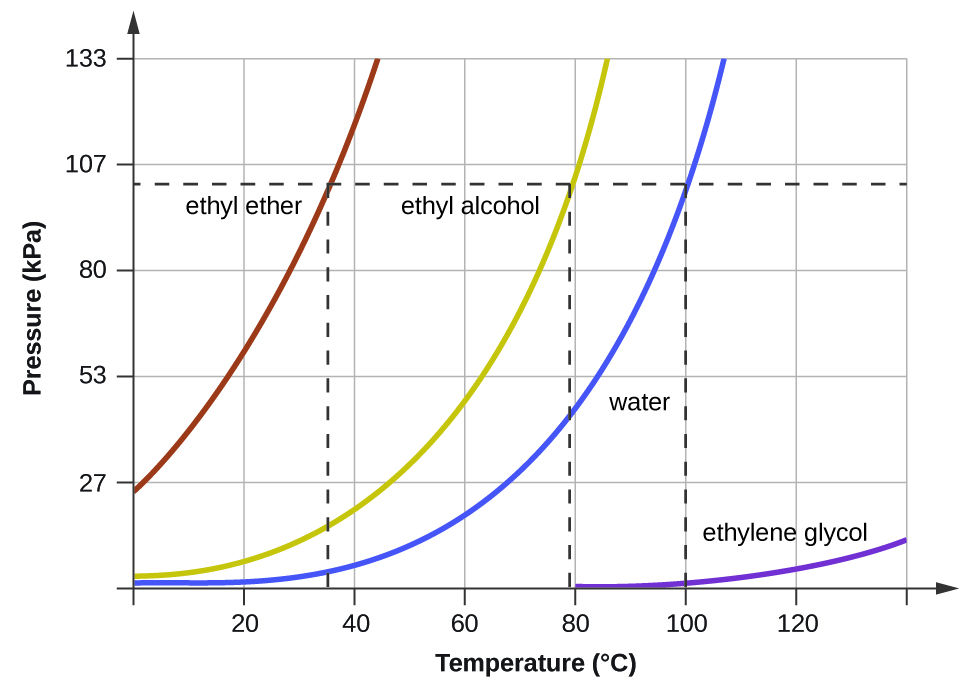 133
107
ethyl ether
ethyl alcohol
80
53
water
27
ethylene glycol
20 40 60 80 100 120
Pressure (kPa)
Temperature (°C)